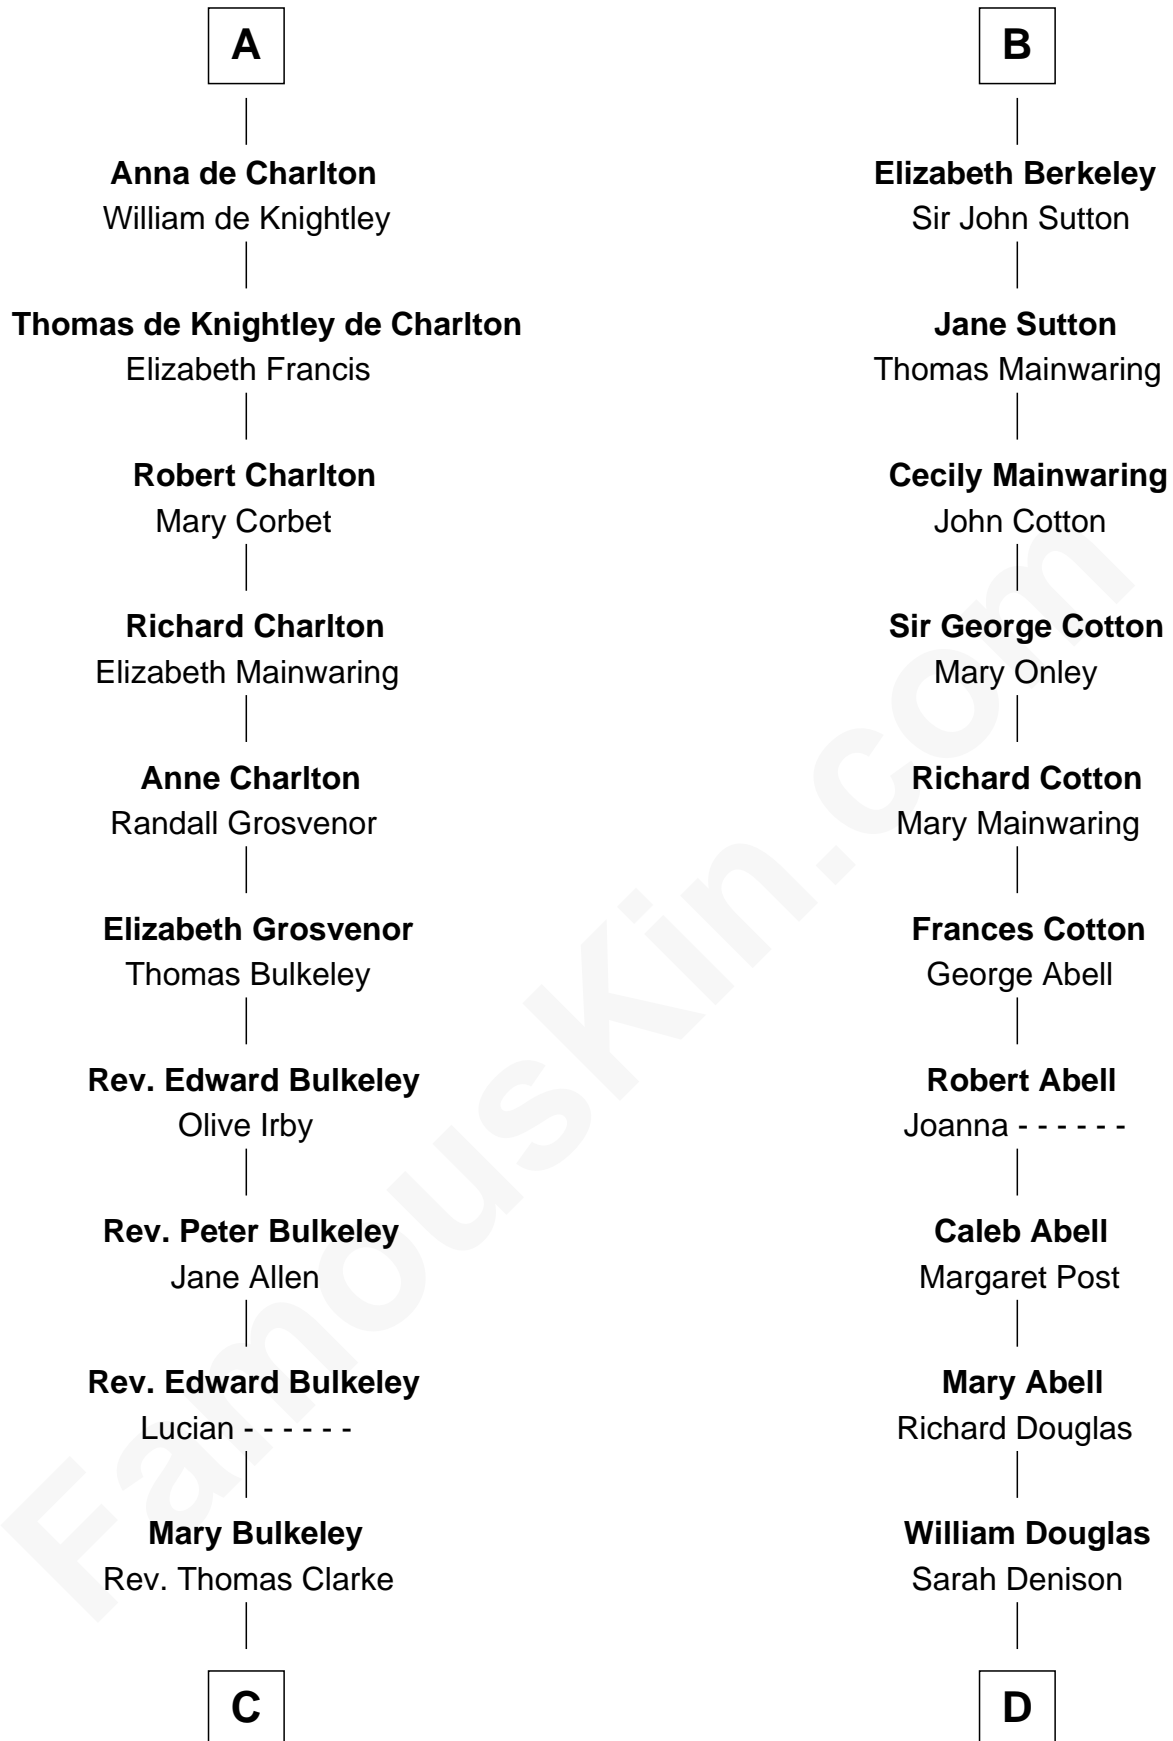 A
Anna de Charlton
William de Knightley
Thomas de Knightley de Charlton
Elizabeth Francis
Robert Charlton
Mary Corbet
Richard Charlton
Elizabeth Mainwaring
Anne Charlton
Randall Grosvenor
Elizabeth Grosvenor
Thomas Bulkeley
Rev. Edward Bulkeley
Olive Irby
Rev. Peter Bulkeley
Jane Allen
Rev. Edward Bulkeley
Lucian - - - - - -
Mary Bulkeley
Rev. Thomas Clarke
C
B
Elizabeth Berkeley
Sir John Sutton
Jane Sutton
Thomas Mainwaring
Cecily Mainwaring
John Cotton
Sir George Cotton
Mary Onley
Richard Cotton
Mary Mainwaring
Frances Cotton
George Abell
Robert Abell
Joanna - - - - - -
Caleb Abell
Margaret Post
Mary Abell
Richard Douglas
William Douglas
Sarah Denison
D
FamousKin.com